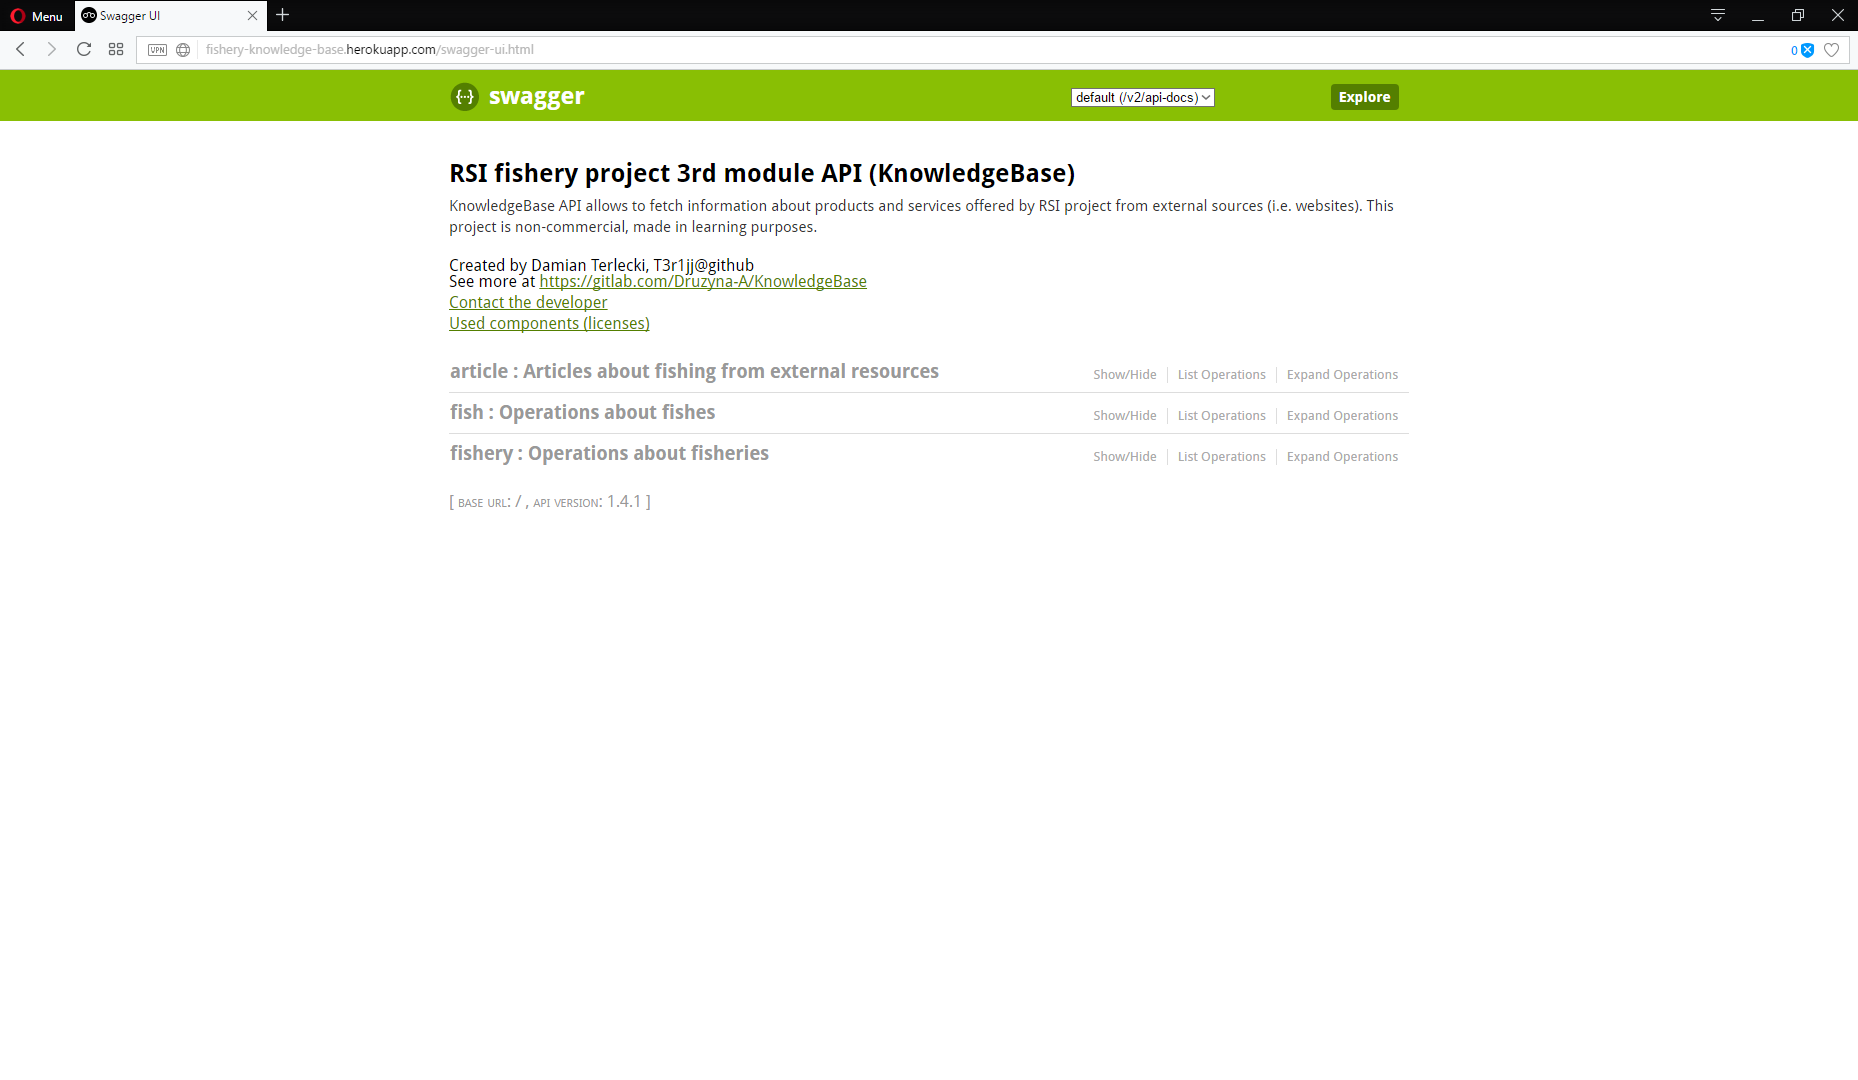 Menu
Swagger UI
VPN
fishery-knowledge-base.herokuapp.com/swagger-ui.html
0
{···} swagger
default (/v2/api-docs)
Explore
RSI fishery project 3rd module API (KnowledgeBase)
KnowledgeBase API allows to fetch information about products and services offered by RSI project from external sources (i.e. websites). This
project is non-commercial, made in learning purposes.
Created by Damian Terlecki, T3r1jj@github
See more at https://gitlab.com/Druzyna-A/KnowledgeBase
Contact the developer
Used components (licenses)
article : Articles about fishing from external resources Show/Hide List Operations Expand Operations
fish : Operations about fishes Show/Hide List Operations Expand Operations
fishery : Operations about fisheries Show/Hide List Operations Expand Operations
[ BASE URL: / , API VERSION: 1.4.1 ]